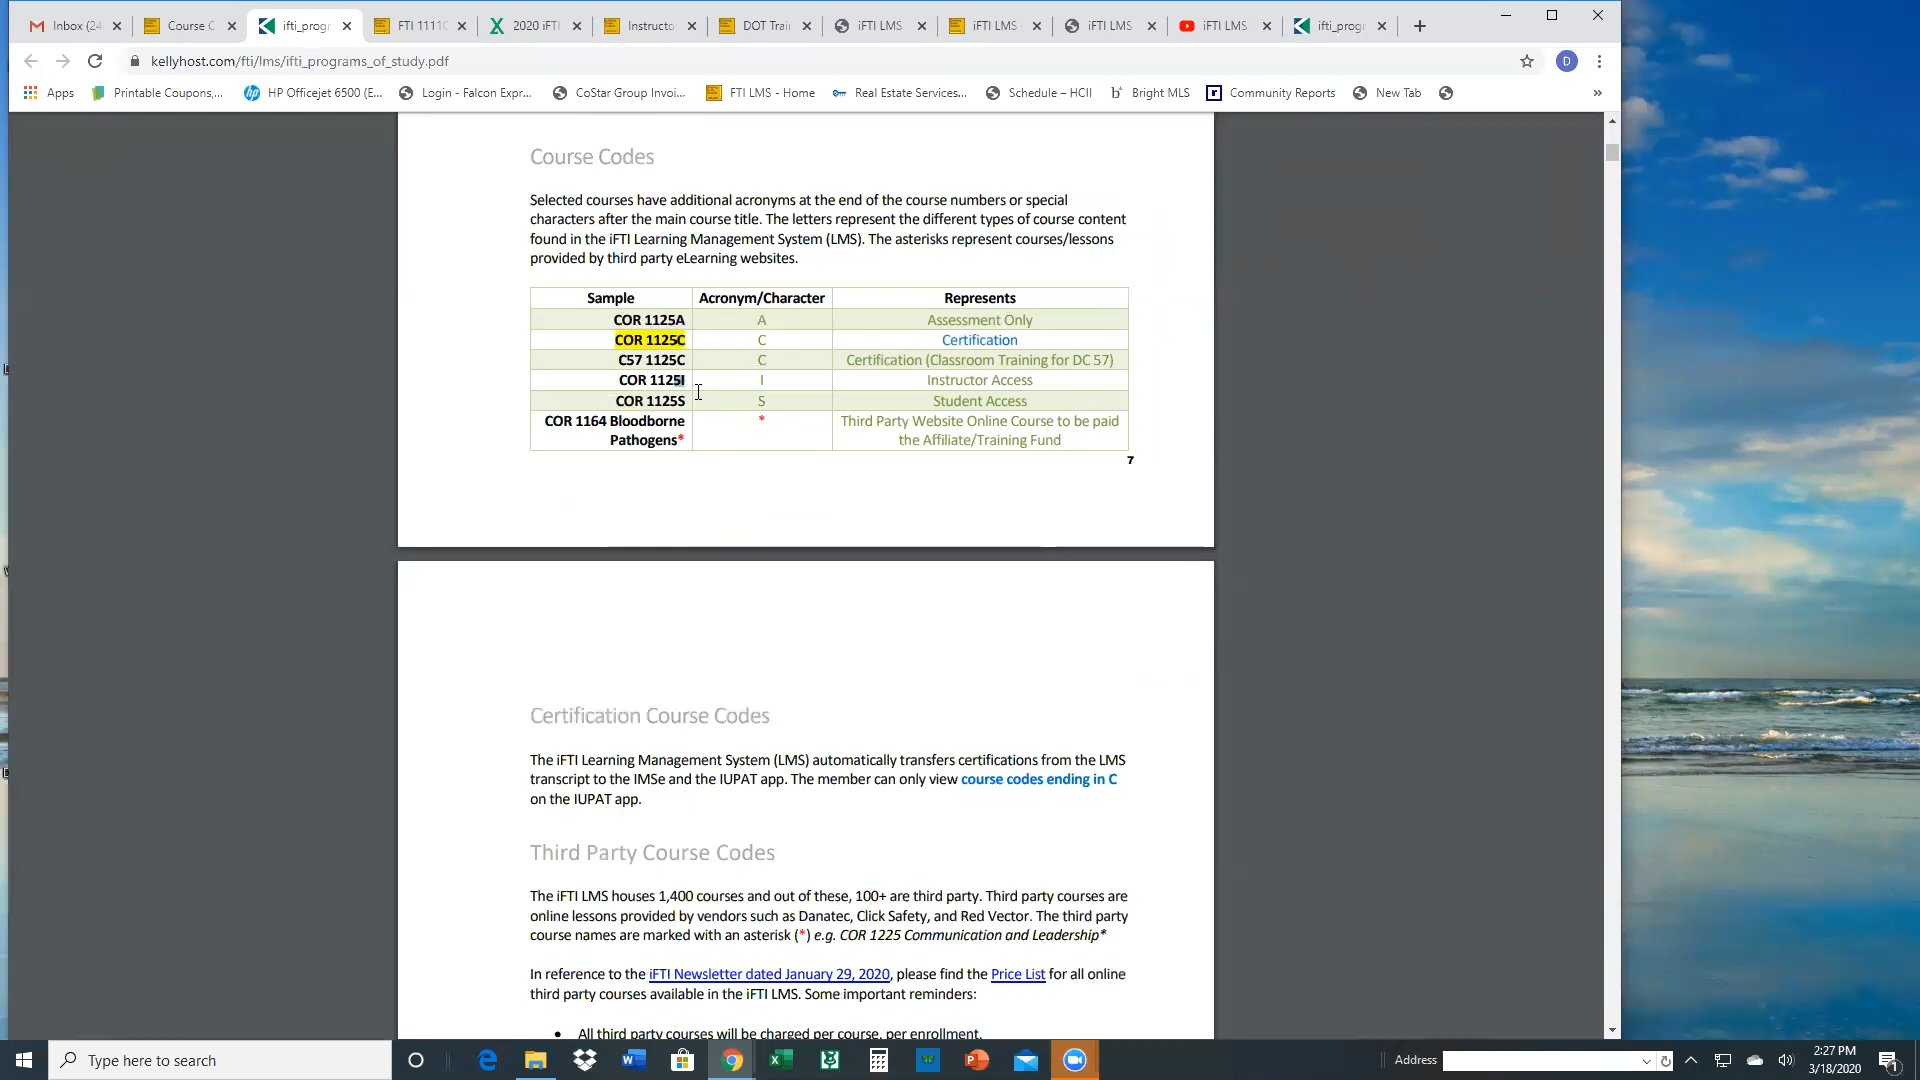 Inbox (24
Course C
ifti_progr
FTI 1111C
2020 iFTI
Instructo
DOT Trai
iFTI LMS
iFTI LMS
iFTI LMS
iFTI LMS
ifti_progr
kellyhost.com/fti/lms/ifti_programs_of_study.pdf
D
Apps
Printable Coupons,...
HP Officejet 6500 (E...
Login - Falcon Expr...
CoStar Group Invoi...
FTI LMS - Home
Real Estate Services...
Schedule — HCII
Bright MLS
Community Reports
New Tab
»
Course Codes
Selected courses have additional acronyms at the end of the course numbers or special
characters after the main course title. The letters represent the different types of course content
found in the iFTI Learning Management System (LMS). The asterisks represent courses/lessons
provided by third party eLearning websites.
Sample Acronym/Character Represents
COR 1125A A Assessment Only
COR 1125C C Certification
C57 1125C C Certification (Classroom Training for DC 57)
COR 1125I I Instructor Access
COR 1125S S Student Access
COR 1164 Bloodborne * Third Party Website Online Course to be paid
Pathogens* the Affiliate/Training Fund
7
Certification Course Codes
The iFTI Learning Management System (LMS) automatically transfers certifications from the LMS
transcript to the IMSe and the IUPAT app. The member can only view course codes ending in C
on the IUPAT app.
Third Party Course Codes
The iFTI LMS houses 1,400 courses and out of these, 100+ are third party. Third party courses are
online lessons provided by vendors such as Danatec, Click Safety, and Red Vector. The third party
course names are marked with an asterisk (*) e.g. COR 1225 Communication and Leadership*
In reference to the iFTI Newsletter dated January 29, 2020, please find the Price List for all online
third party courses available in the iFTI LMS. Some important reminders:
• All third party courses will be charged per course, per enrollment.
Type here to search
Address
2:27 PM
3/18/2020
1